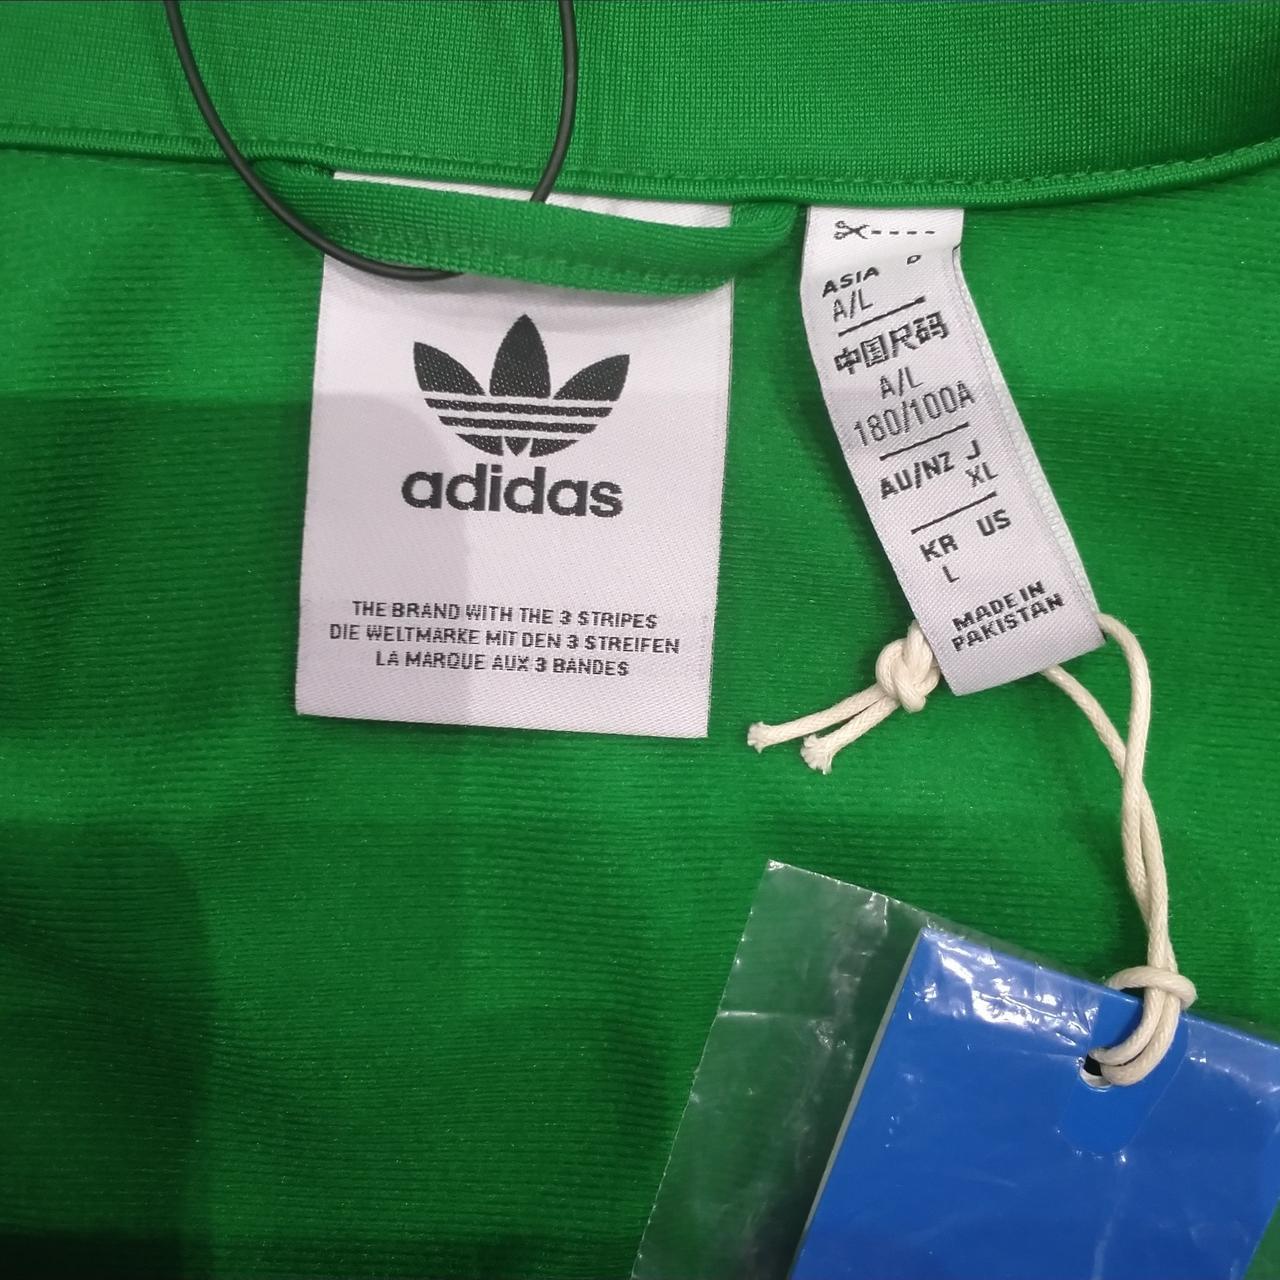 adidas
THE BRAND WITH THE 3 STRIPES
DIE WELTMARKE MIT DEN 3 STREIFEN
LA MARQUE AUX 3 BANDES
ASIA D
A/L
中国尺码
A/L
180/100A
AU/NZ J
XL
KR US
L
MADE IN
PAKISTAN